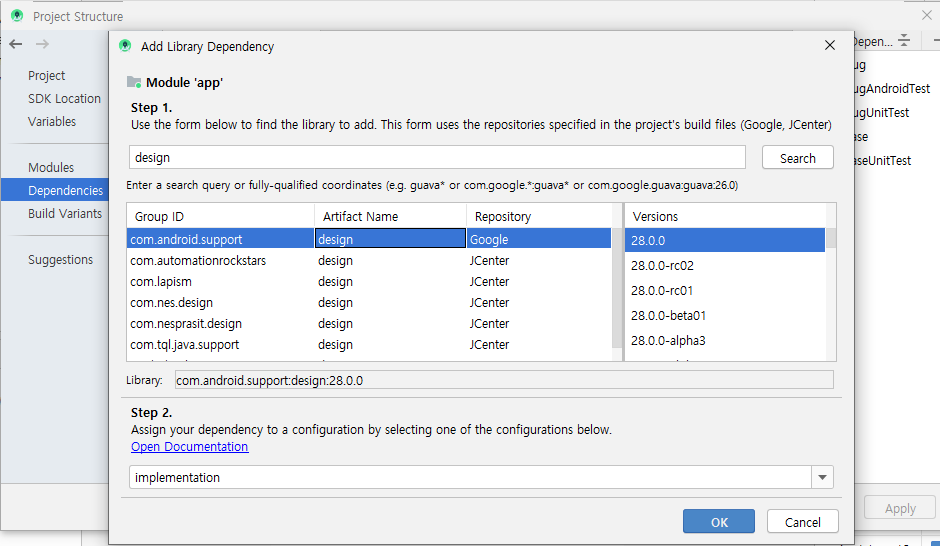 Project Structure
Add Library Dependency
Depen...
Project
SDK Location
Variables
Modules
Dependencies
Build Variants
Suggestions
Module 'app'
Step 1.
Use the form below to find the library to add. This form uses the repositories specified in the project's build files (Google, JCenter)
design
Search
Enter a search query or fully-qualified coordinates (e.g. guava* or com.google.*:guava* or com.google.guava:guava:26.0)
Group ID Artifact Name Repository Versions
com.android.support design Google 28.0.0
com.automationrockstars design JCenter 28.0.0-rc02
com.lapism design JCenter 28.0.0-rc01
com.nes.design design JCenter 28.0.0-beta01
com.nesprasit.design design JCenter 28.0.0-alpha3
com.tql.java.support design JCenter
Library: com.android.support:design:28.0.0
Step 2.
Assign your dependency to a configuration by selecting one of the configurations below.
Open Documentation
implementation
OK Cancel
ug
ugAndroidTest
ugUnitTest
ase
aseUnitTest
Apply